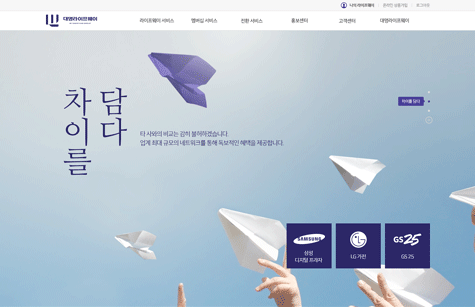 나의 라이프웨이 | 온라인 상품가입 | 로그아웃
대명라이프웨이
라이프웨이 서비스 멤버십 서비스 전환 서비스 홍보센터 고객센터 대명라이프웨이
차이를
담다
차이를 담다
타 사와의 비교는 감히 불허하겠습니다.
업계 최대 규모의 네트워크를 통해 독보적인 혜택을 제공합니다.
SAMSUNG
삼성
디지털 프라자
LG
LG 가전
GS25
GS 25